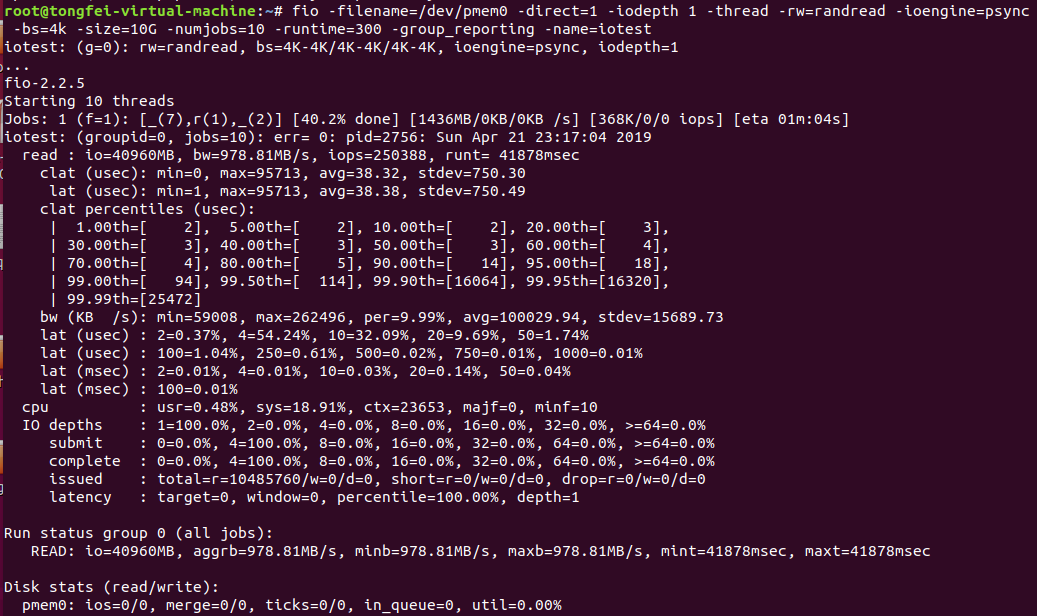 root@tongfei-virtual-machine:~# fio -filename=/dev/pmem0 -direct=1 -iodepth 1 -thread -rw=randread -ioengine=psync
 -bs=4k -size=10G -numjobs=10 -runtime=300 -group_reporting -name=iotest
iotest: (g=0): rw=randread, bs=4K-4K/4K-4K/4K-4K, ioengine=psync, iodepth=1
...
fio-2.2.5
Starting 10 threads
Jobs: 1 (f=1): [_(7),r(1),_(2)] [40.2% done] [1436MB/0KB/0KB /s] [368K/0/0 iops] [eta 01m:04s]
iotest: (groupid=0, jobs=10): err= 0: pid=2756: Sun Apr 21 23:17:04 2019
  read : io=40960MB, bw=978.81MB/s, iops=250388, runt= 41878msec
    clat (usec): min=0, max=95713, avg=38.32, stdev=750.30
     lat (usec): min=1, max=95713, avg=38.38, stdev=750.49
    clat percentiles (usec):
     |  1.00th=[    2],  5.00th=[    2], 10.00th=[    2], 20.00th=[    3],
     | 30.00th=[    3], 40.00th=[    3], 50.00th=[    3], 60.00th=[    4],
     | 70.00th=[    4], 80.00th=[    5], 90.00th=[   14], 95.00th=[   18],
     | 99.00th=[   94], 99.50th=[  114], 99.90th=[16064], 99.95th=[16320],
     | 99.99th=[25472]
    bw (KB  /s): min=59008, max=262496, per=9.99%, avg=100029.94, stdev=15689.73
    lat (usec) : 2=0.37%, 4=54.24%, 10=32.09%, 20=9.69%, 50=1.74%
    lat (usec) : 100=1.04%, 250=0.61%, 500=0.02%, 750=0.01%, 1000=0.01%
    lat (msec) : 2=0.01%, 4=0.01%, 10=0.03%, 20=0.14%, 50=0.04%
    lat (msec) : 100=0.01%
  cpu          : usr=0.48%, sys=18.91%, ctx=23653, majf=0, minf=10
  IO depths    : 1=100.0%, 2=0.0%, 4=0.0%, 8=0.0%, 16=0.0%, 32=0.0%, >=64=0.0%
     submit    : 0=0.0%, 4=100.0%, 8=0.0%, 16=0.0%, 32=0.0%, 64=0.0%, >=64=0.0%
     complete  : 0=0.0%, 4=100.0%, 8=0.0%, 16=0.0%, 32=0.0%, 64=0.0%, >=64=0.0%
     issued    : total=r=10485760/w=0/d=0, short=r=0/w=0/d=0, drop=r=0/w=0/d=0
     latency   : target=0, window=0, percentile=100.00%, depth=1

Run status group 0 (all jobs):
   READ: io=40960MB, aggrb=978.81MB/s, minb=978.81MB/s, maxb=978.81MB/s, mint=41878msec, maxt=41878msec

Disk stats (read/write):
  pmem0: ios=0/0, merge=0/0, ticks=0/0, in_queue=0, util=0.00%